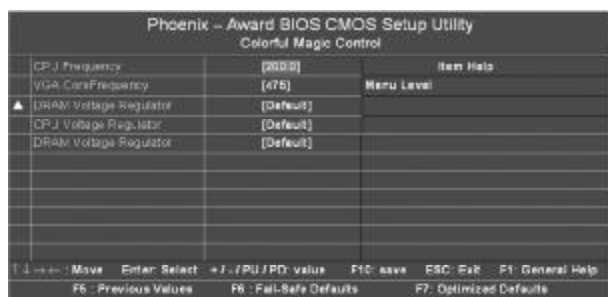 Phoenix – Award BIOS CMOS Setup Utility
Colorful Magic Control
CPU Frequency [200.0] Item Help
VGA Core Frequency [475] Menu Level
▲ DRAM Voltage Regulator [Default]
CPU Voltage Regulator [Default]
DRAM Voltage Regulator [Default]
↑↓→← : Move Enter: Select +/-/PU/PD: value F10: save ESC: Exit F1: General Help
F5 : Previous Values F6 : Fail-Safe Defaults F7: Optimized Defaults